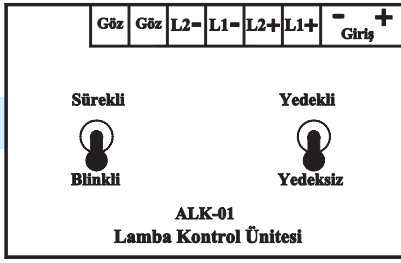 Göz Göz L2- L1- L2+ L1+ - +
Giriş
Sürekli Yedekli
Blinkli Yedeksiz
ALK-01
Lamba Kontrol Ünitesi